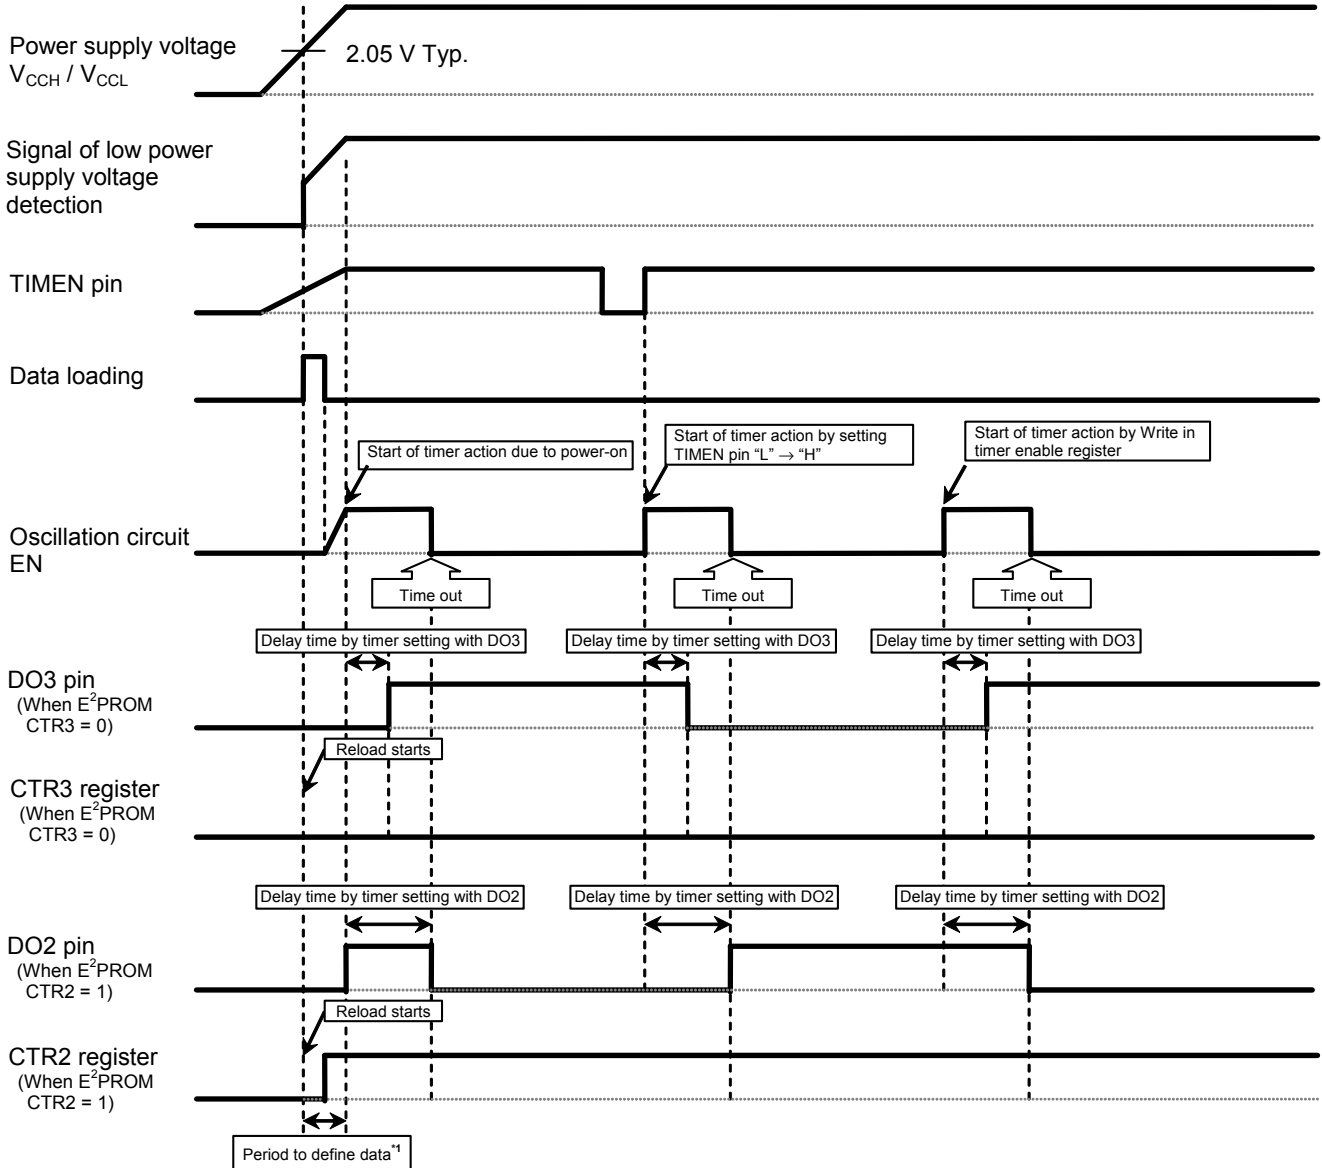 Power supply voltage
VCCH / VCCL
2.05 V Typ.
Signal of low power
supply voltage
detection
TIMEN pin
Data loading
Start of timer action due to power-on
Start of timer action by setting
TIMEN pin “L” → “H”
Start of timer action by Write in
timer enable register
Oscillation circuit
EN
Time out
Time out
Time out
Delay time by timer setting with DO3
Delay time by timer setting with DO3
Delay time by timer setting with DO3
DO3 pin
(When E²PROM
CTR3 = 0)
Reload starts
CTR3 register
(When E²PROM
CTR3 = 0)
Delay time by timer setting with DO2
Delay time by timer setting with DO2
Delay time by timer setting with DO2
DO2 pin
(When E²PROM
CTR2 = 1)
Reload starts
CTR2 register
(When E²PROM
CTR2 = 1)
Period to define data*1